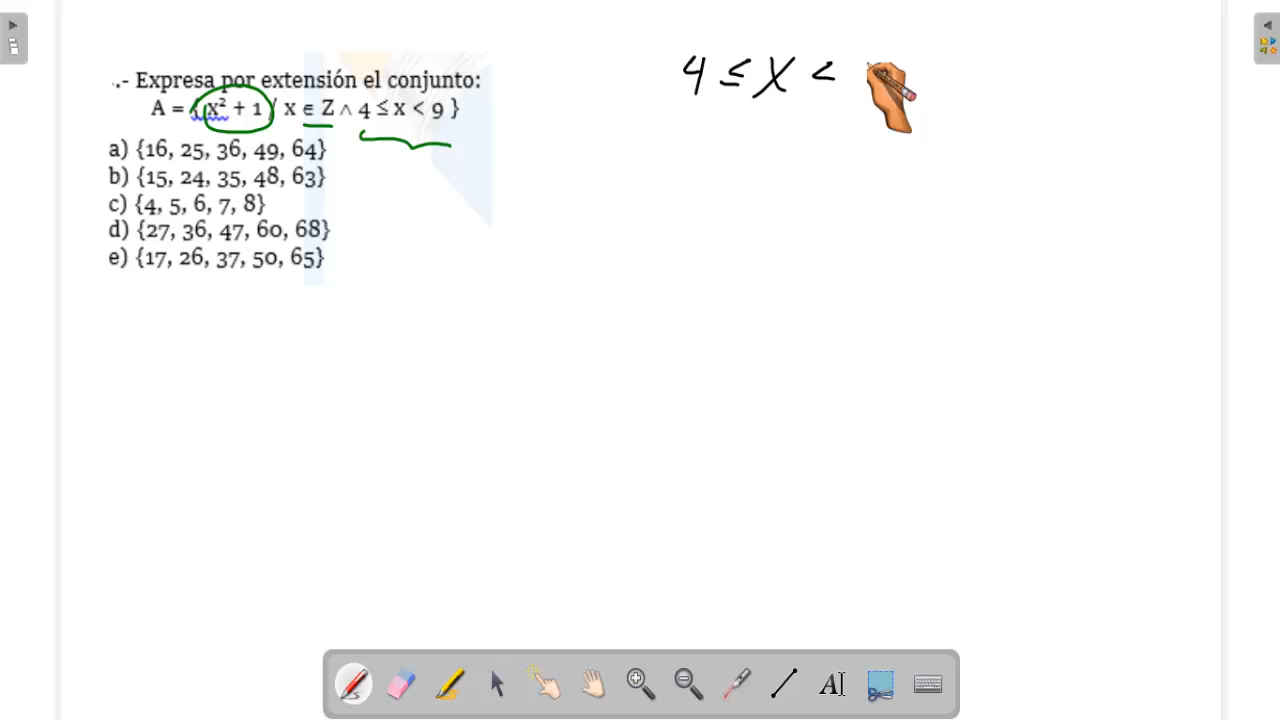 .- Expresa por extensión el conjunto:
A = { x² + 1 / x ∈ Z ∧ 4 ≤ x < 9 }
a) {16, 25, 36, 49, 64}
b) {15, 24, 35, 48, 63}
c) {4, 5, 6, 7, 8}
d) {27, 36, 47, 60, 68}
e) {17, 26, 37, 50, 65}
4 ≤ X <